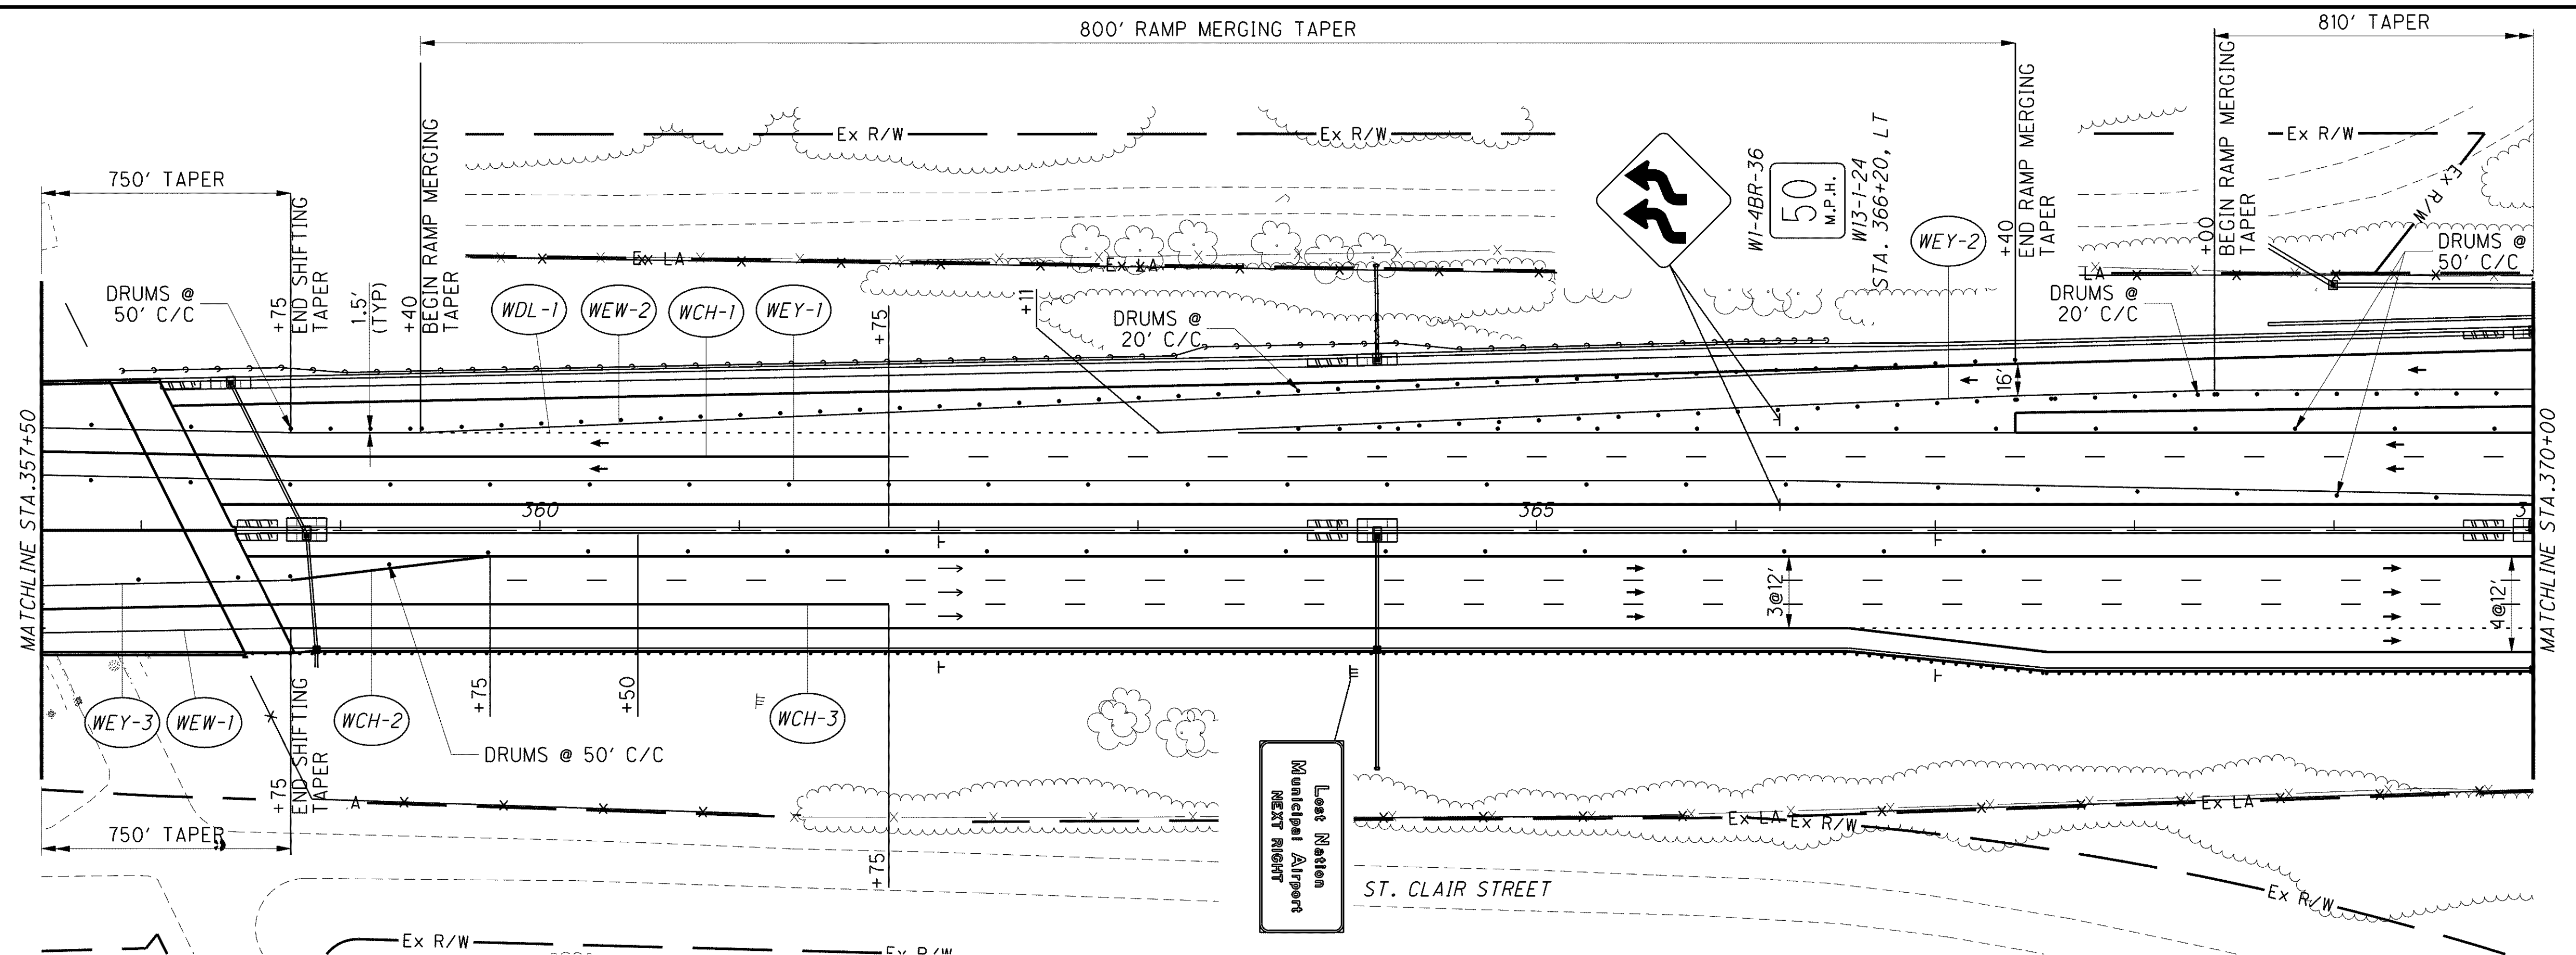 800' RAMP MERGING TAPER
810' TAPER
750' TAPER
Ex R/W
Ex R/W
Ex R/W
Ex R/W
+75
END SHIFTING
TAPER
1.5'
(TYP)
+40
BEGIN RAMP MERGING
TAPER
DRUMS @
50' C/C
WDL-1
WEW-2
WCH-1
WEY-1
+75
Ex LA
Ex LA
+11
DRUMS @
20' C/C
W1-4BR-36
50
M.P.H.
W13-1-24
STA. 366+20, LT
WEY-2
+40
END RAMP MERGING
TAPER
LA
DRUMS @
20' C/C
+00
BEGIN RAMP MERGING
TAPER
DRUMS @
50' C/C
16'
MATCHLINE STA.357+50
MATCHLINE STA.370+00
360
365
3
3@12'
4@12'
WEY-3
WEW-1
WCH-2
WCH-3
+75
+50
DRUMS @ 50' C/C
+75
END SHIFTING
TAPER
750' TAPER
A
+75
Lost Nation
Municipal Airport
NEXT RIGHT
Ex LA
Ex R/W
Ex LA
ST. CLAIR STREET
Ex R/W
Ex R/W
Ex R/W